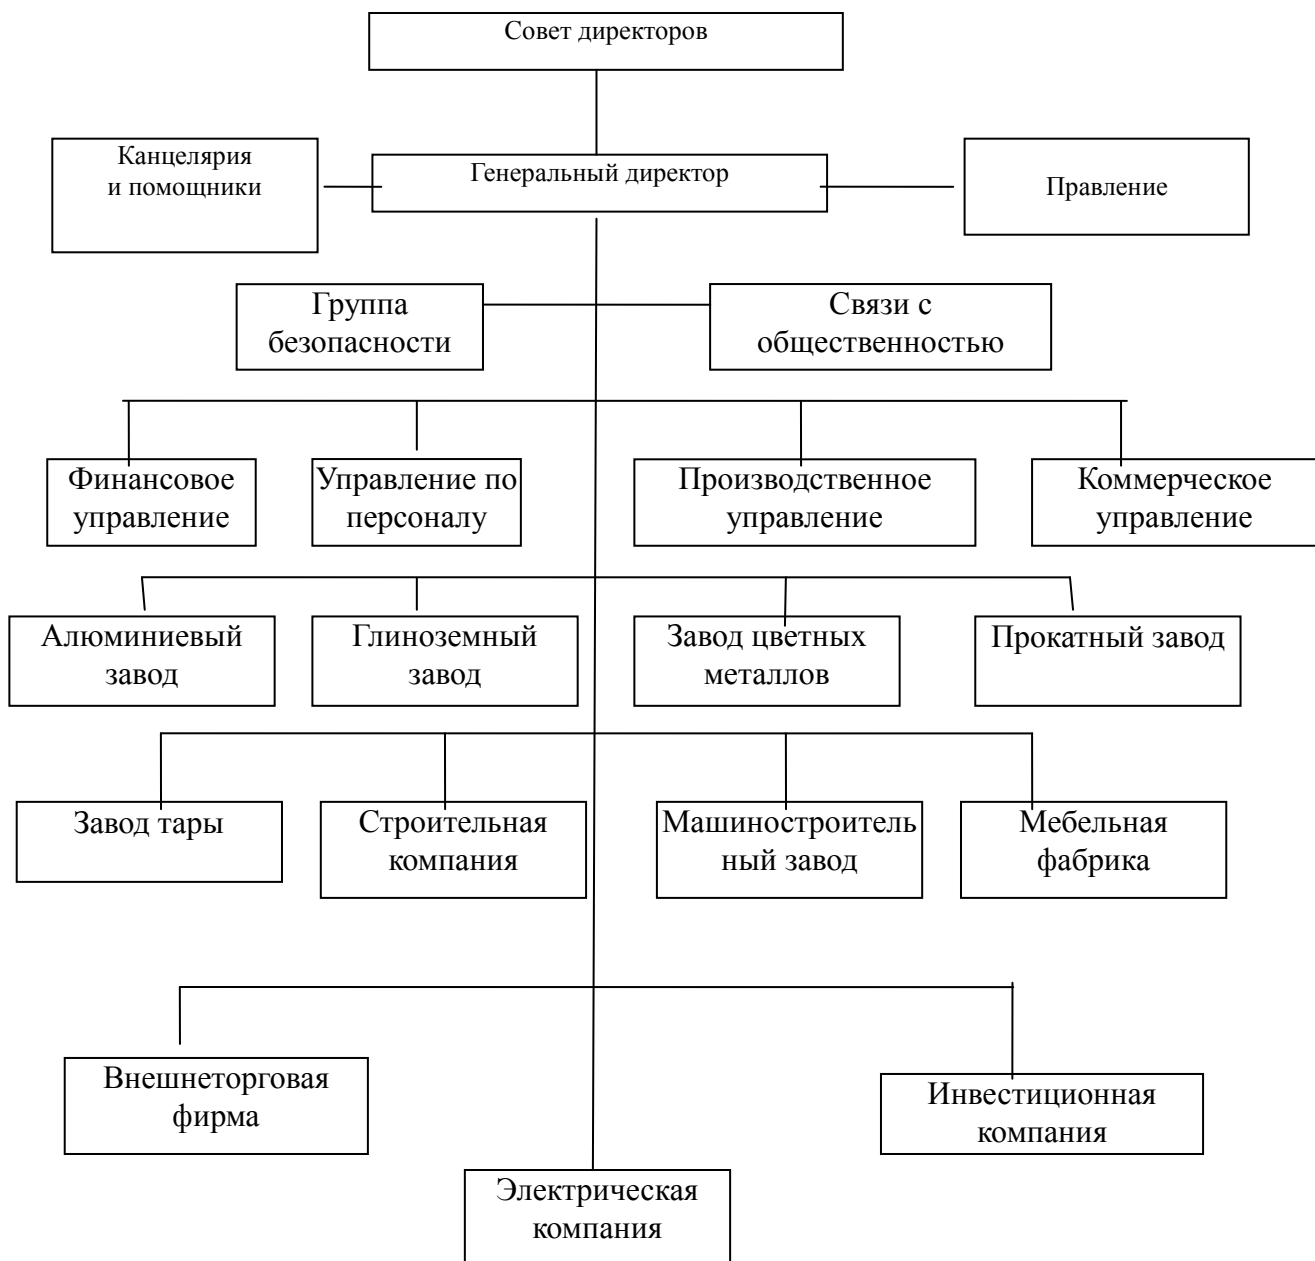 Совет директоров
Канцелярия
и помощники
Генеральный директор
Правление
Группа
безопасности
Связи с
общественностью
Финансовое
управление
Управление по
персоналу
Производственное
управление
Коммерческое
управление
Алюминиевый
завод
Глиноземный
завод
Завод цветных
металлов
Прокатный завод
Завод тары
Строительная
компания
Машиностроитель
ный завод
Мебельная
фабрика
Внешнеторговая
фирма
Инвестиционная
компания
Электрическая
компания